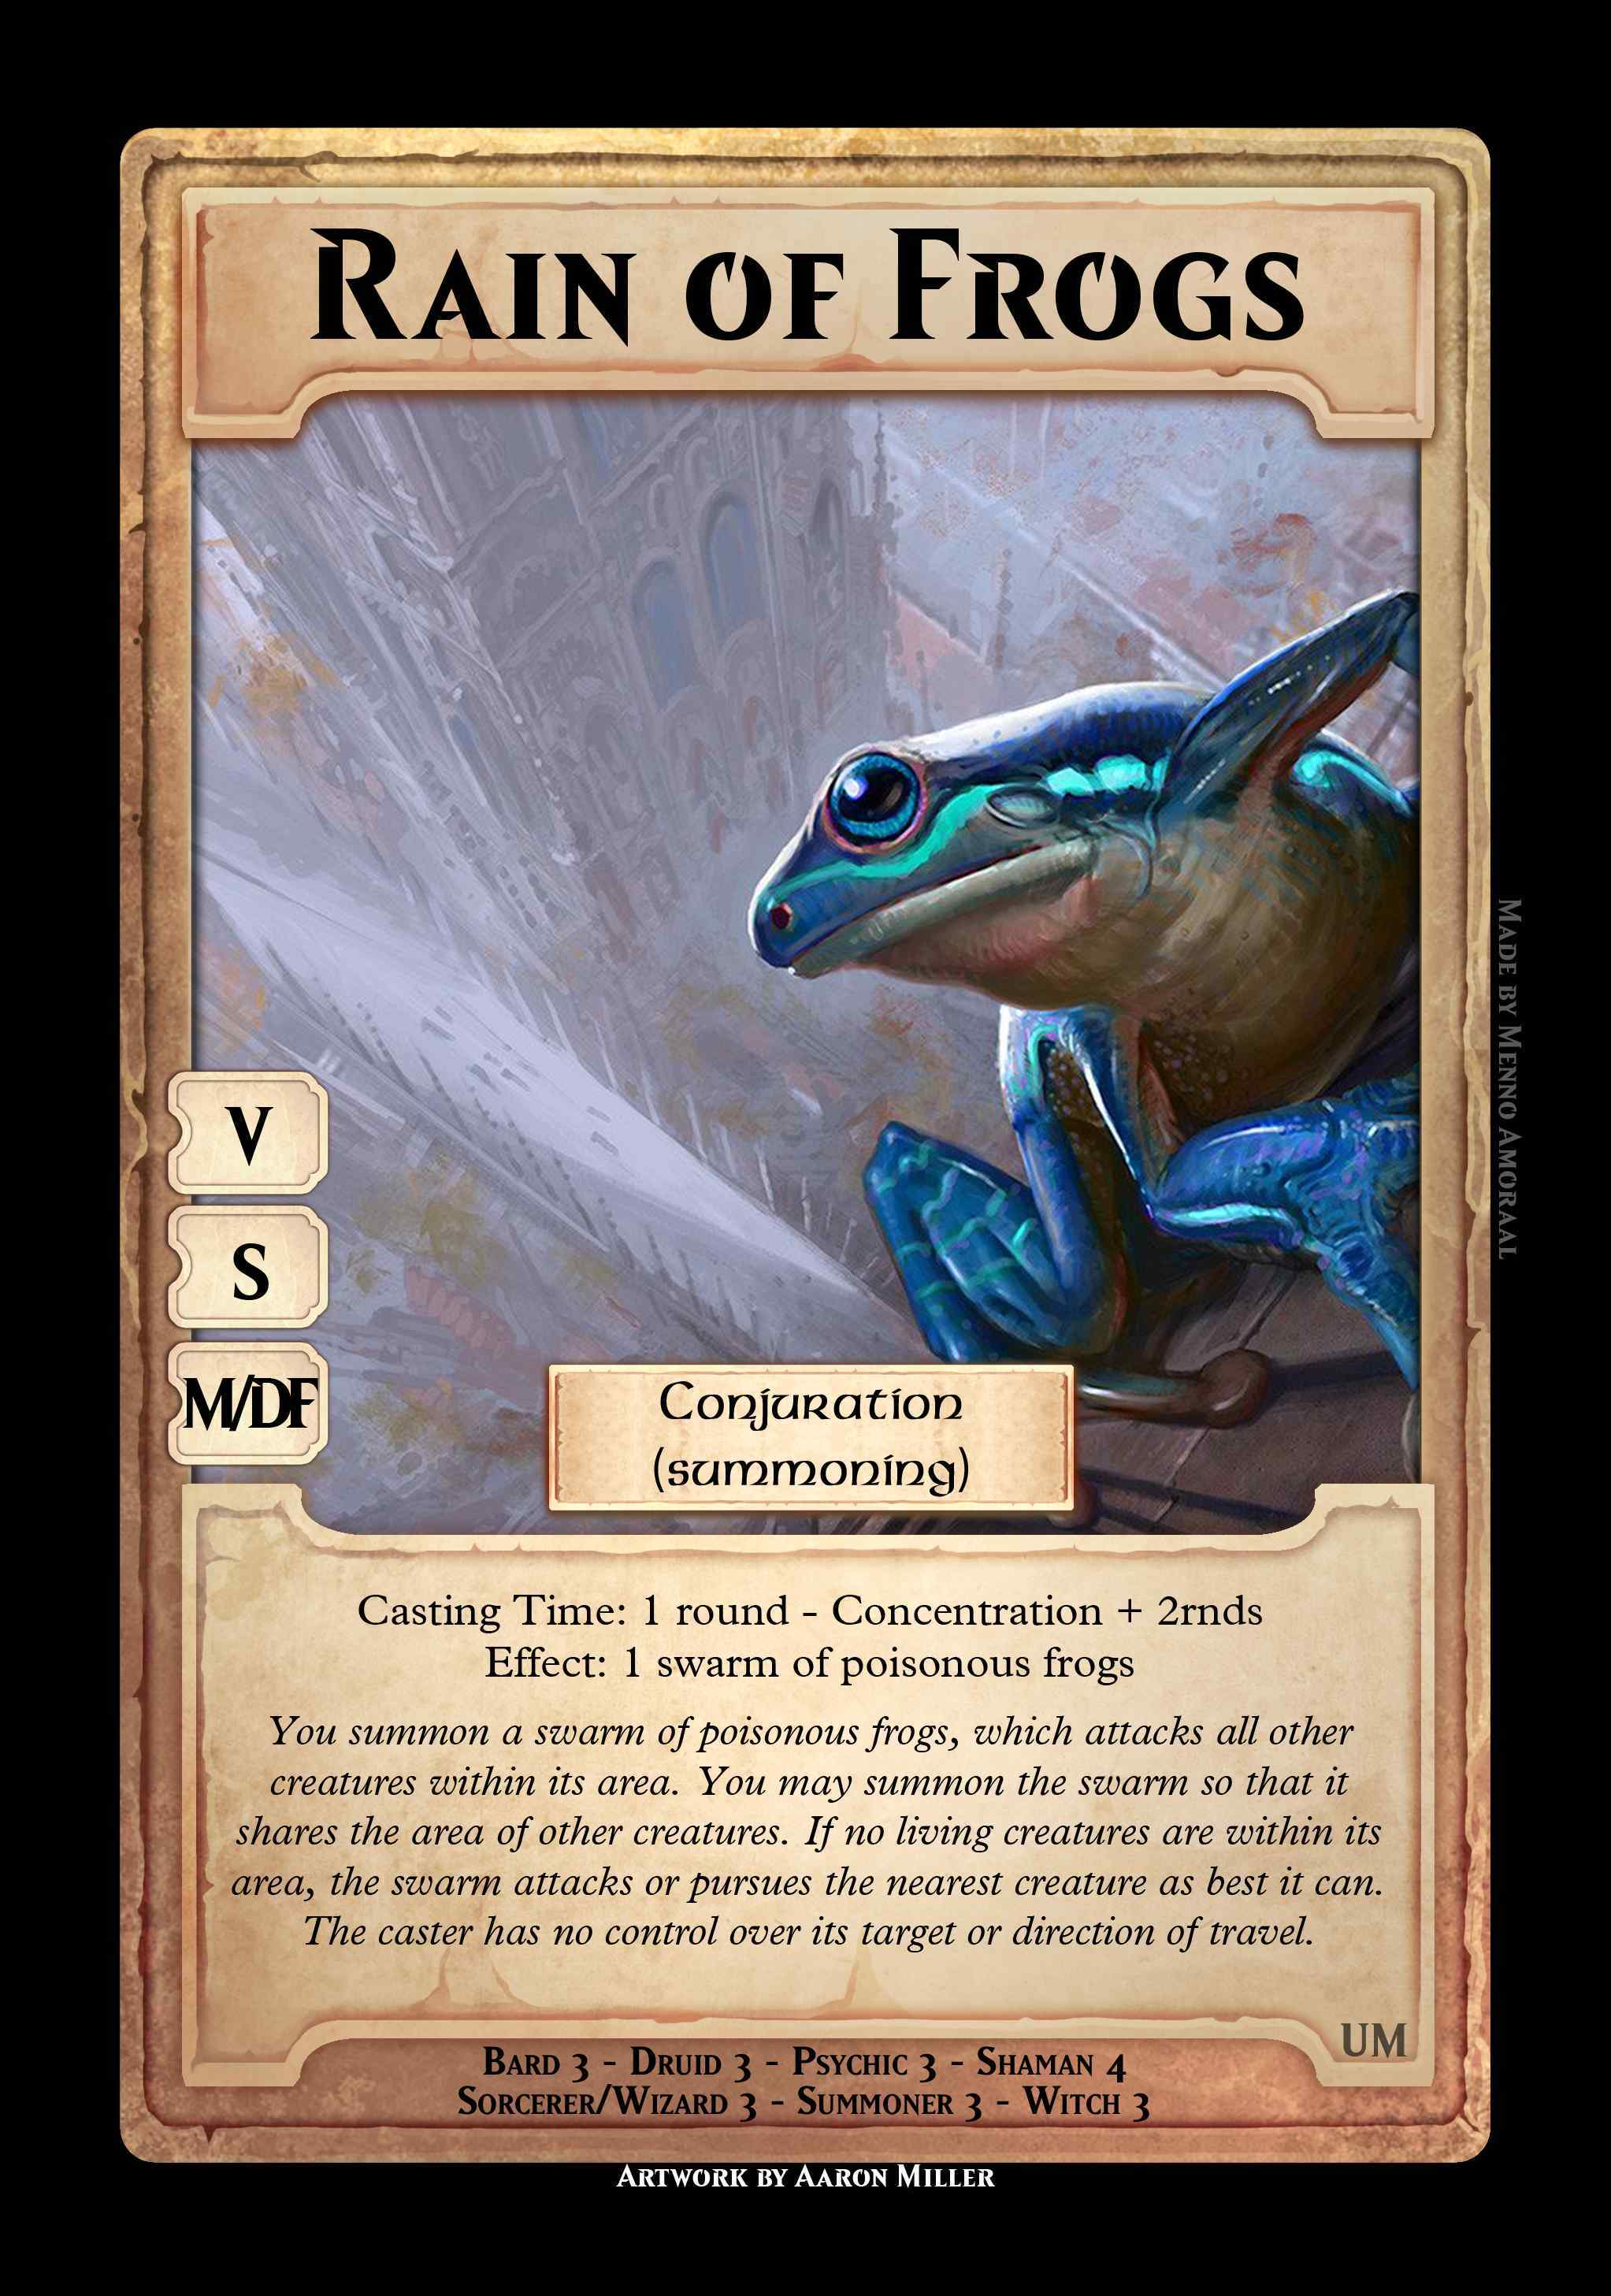 Rain of Frogs
V
S
M/DF
Conjuration
(summoning)
Casting Time: 1 round - Concentration + 2rnds
Effect: 1 swarm of poisonous frogs
You summon a swarm of poisonous frogs, which attacks all other
creatures within its area. You may summon the swarm so that it
shares the area of other creatures. If no living creatures are within its
area, the swarm attacks or pursues the nearest creature as best it can.
The caster has no control over its target or direction of travel.
UM
Bard 3 - Druid 3 - Psychic 3 - Shaman 4
Sorcerer/Wizard 3 - Summoner 3 - Witch 3
Artwork by Aaron Miller
Made by Menno Amoraal